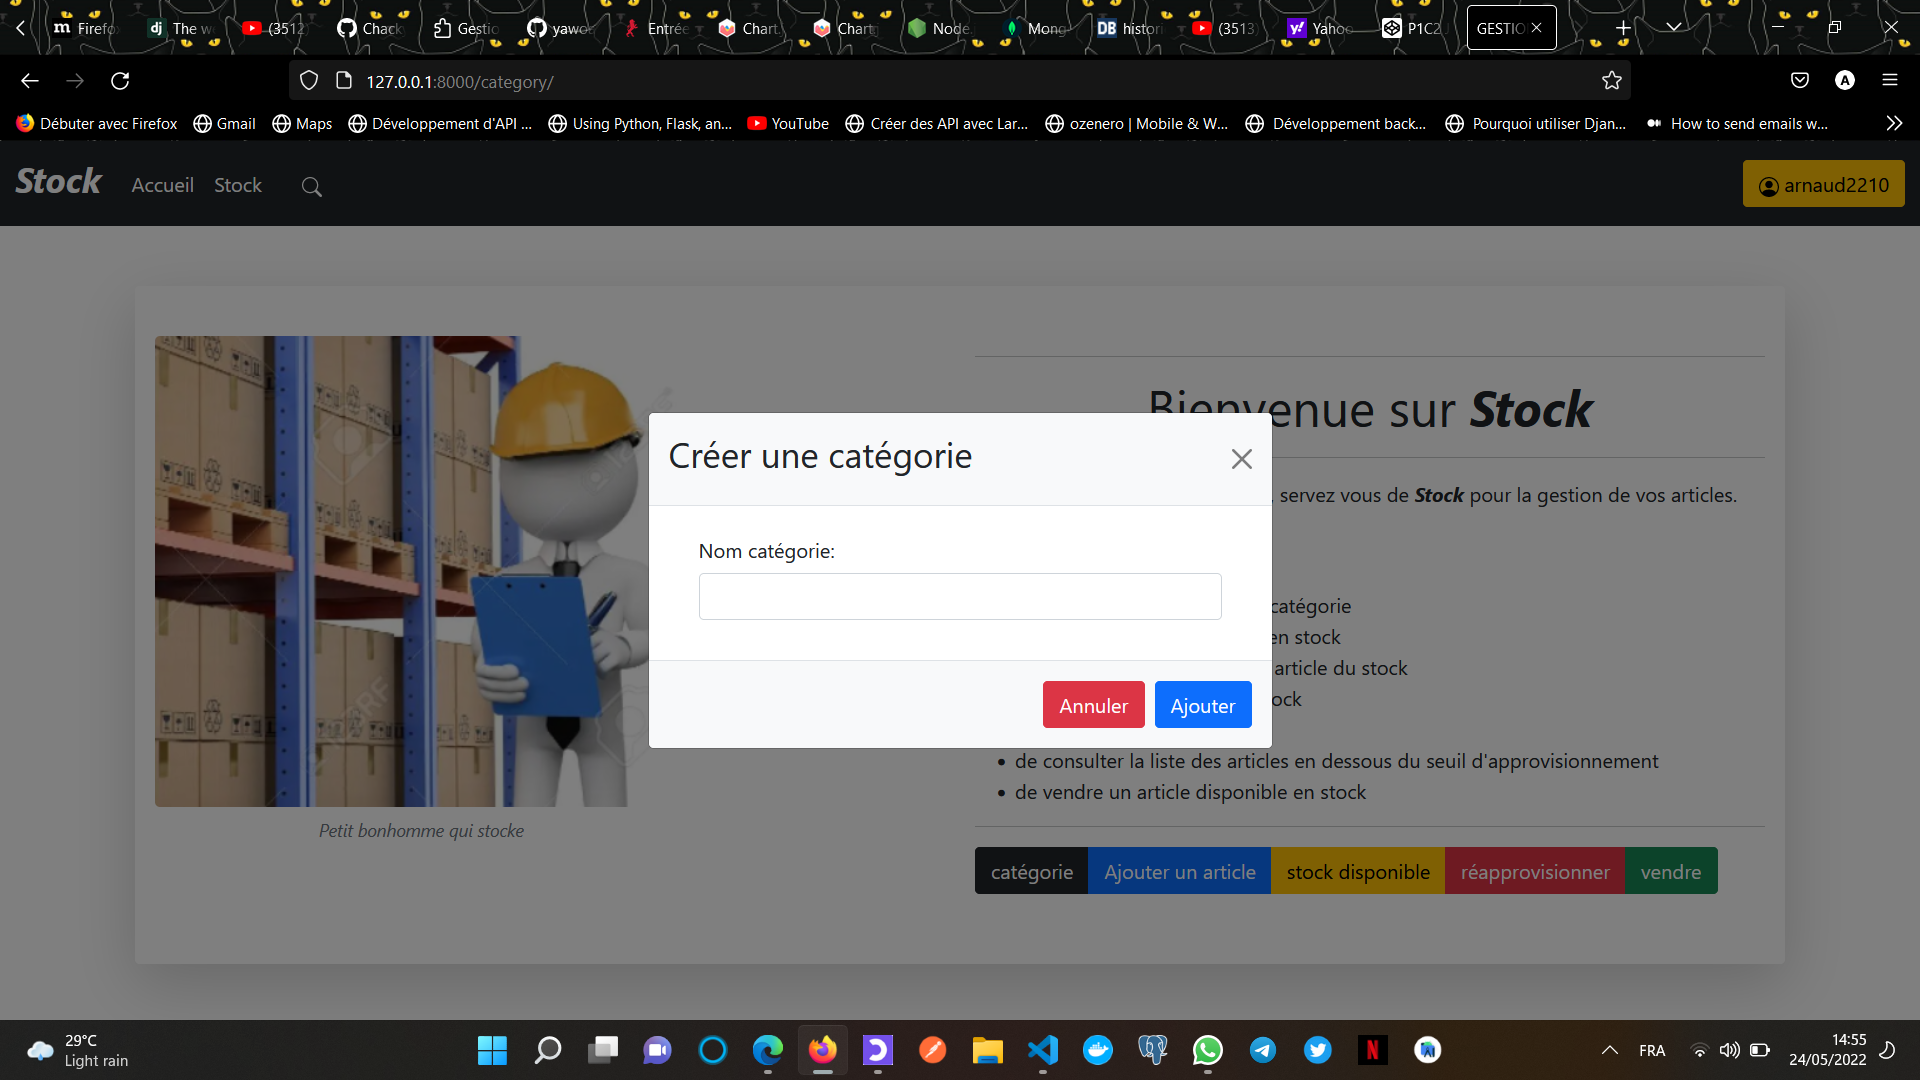 Firefo
The w
(3512
Chack
Gestio
yawo
Entrée
Chart.
Chart
Node.
Mong
DB histori
(3513
Yahoo
P1C2
GESTIO
127.0.0.1:8000/category/
A
Débuter avec Firefox
Gmail
Maps
Développement d'API ...
Using Python, Flask, an...
YouTube
Créer des API avec Lar...
ozenero | Mobile & W...
Développement back...
Pourquoi utiliser Djan...
How to send emails w...
Stock
Accueil
Stock
arnaud2210
Bienvenue sur Stock
servez vous de Stock pour la gestion de vos articles.
Créer une catégorie
Nom catégorie:
Annuler
Ajouter
catégorie
en stock
article du stock
ock
de consulter la liste des articles en dessous du seuil d'approvisionnement
de vendre un article disponible en stock
Petit bonhomme qui stocke
catégorie
Ajouter un article
stock disponible
réapprovisionner
vendre
29°C
Light rain
FRA
14:55
24/05/2022